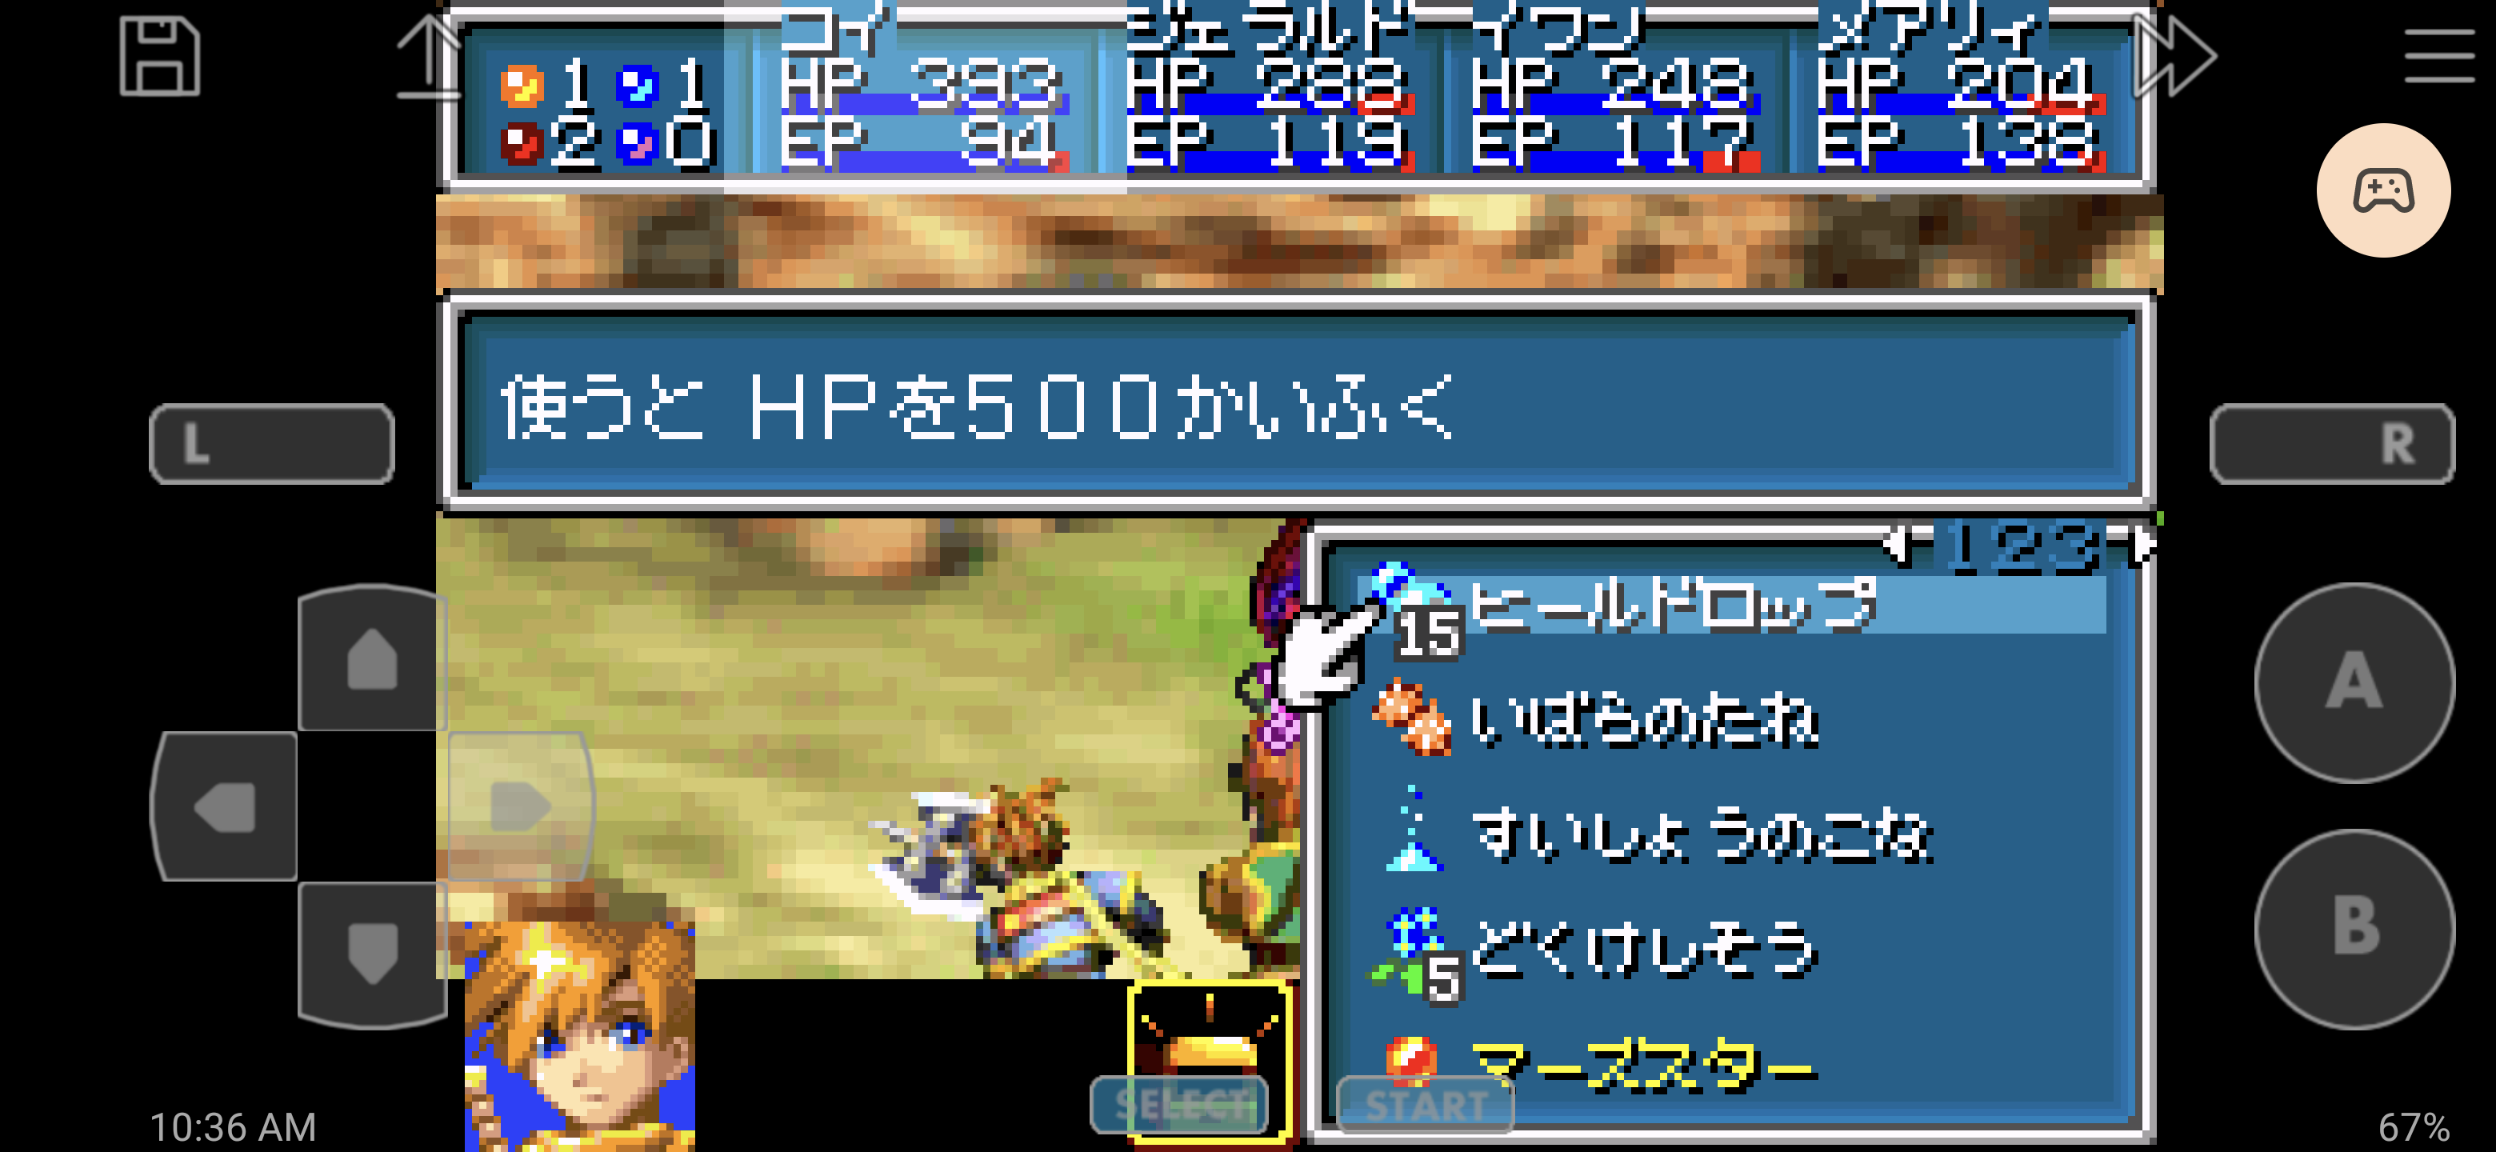 ロイ ジェラルド イワン メアリィ
1 1 HP 393 HP 288 HP 248 HP 204
2 0 EP 94 EP 119 EP 117 EP 138
使うと HPを500かいふく
L
R
123
ヒールドロップ
15
いばらのたね
すいしょうのこな
どくけしそう
5
マーズスター
A
B
SELECT
START
10:36 AM
67%